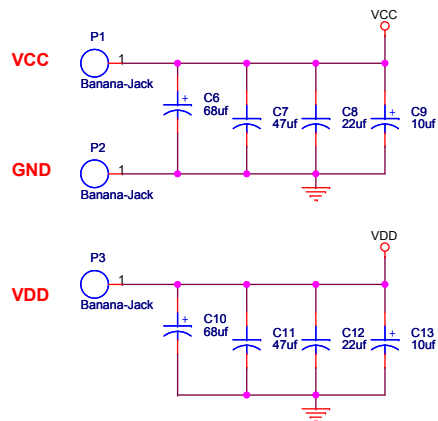 VCC
P1
VCC
1
Banana-Jack
C6
68uf
C7
47uf
C8
22uf
C9
10uf
+
+
P2
GND
1
Banana-Jack
VDD
P3
VDD
1
Banana-Jack
C10
68uf
C11
47uf
C12
22uf
C13
10uf
+
+